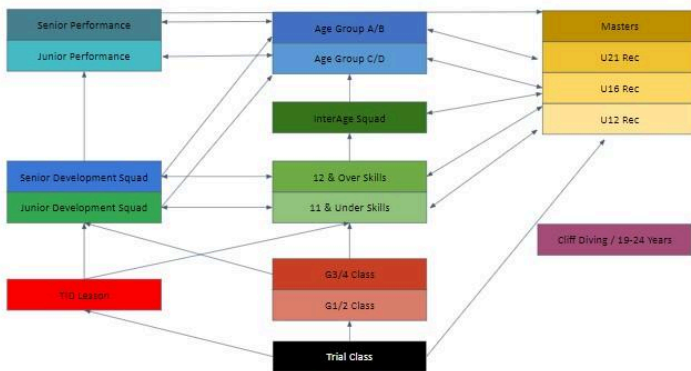 Senior Performance
Junior Performance
Age Group A/B
Age Group C/D
Masters
U21 Rec
U16 Rec
U12 Rec
InterAge Squad
Senior Development Squad
Junior Development Squad
12 & Over Skills
11 & Under Skills
Cliff Diving / 19-24 Years
TID Lesson
G3/4 Class
G1/2 Class
Trial Class